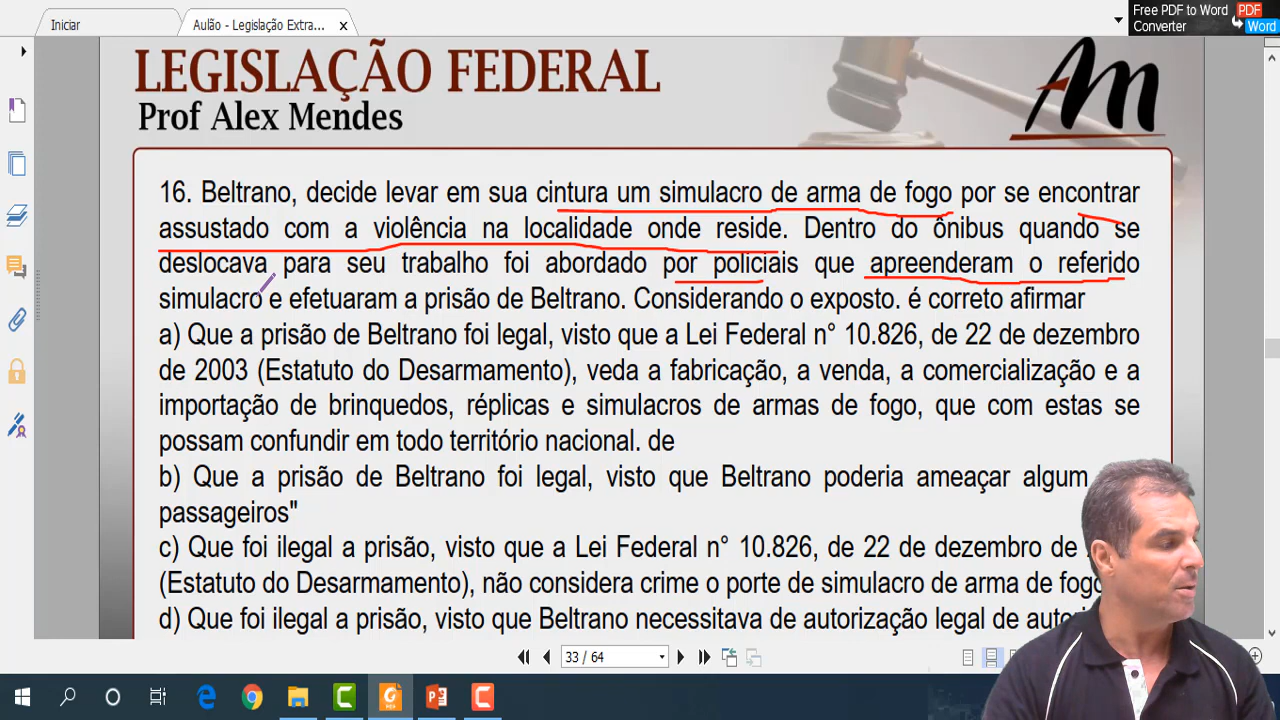 Iniciar
Aulão - Legislação Extra... ×
Free PDF to Word
Converter
PDF
Word
LEGISLAÇÃO FEDERAL
Prof Alex Mendes
AM
16. Beltrano, decide levar em sua cintura um simulacro de arma de fogo por se encontrar
assustado com a violência na localidade onde reside. Dentro do ônibus quando se
deslocava para seu trabalho foi abordado por policiais que apreenderam o referido
simulacro e efetuaram a prisão de Beltrano. Considerando o exposto. é correto afirmar
a) Que a prisão de Beltrano foi legal, visto que a Lei Federal n° 10.826, de 22 de dezembro
de 2003 (Estatuto do Desarmamento), veda a fabricação, a venda, a comercialização e a
importação de brinquedos, réplicas e simulacros de armas de fogo, que com estas se
possam confundir em todo território nacional. de
b) Que a prisão de Beltrano foi legal, visto que Beltrano poderia ameaçar algum
passageiros"
c) Que foi ilegal a prisão, visto que a Lei Federal n° 10.826, de 22 de dezembro de
(Estatuto do Desarmamento), não considera crime o porte de simulacro de arma de fogo
d) Que foi ilegal a prisão, visto que Beltrano necessitava de autorização legal de
33 / 64